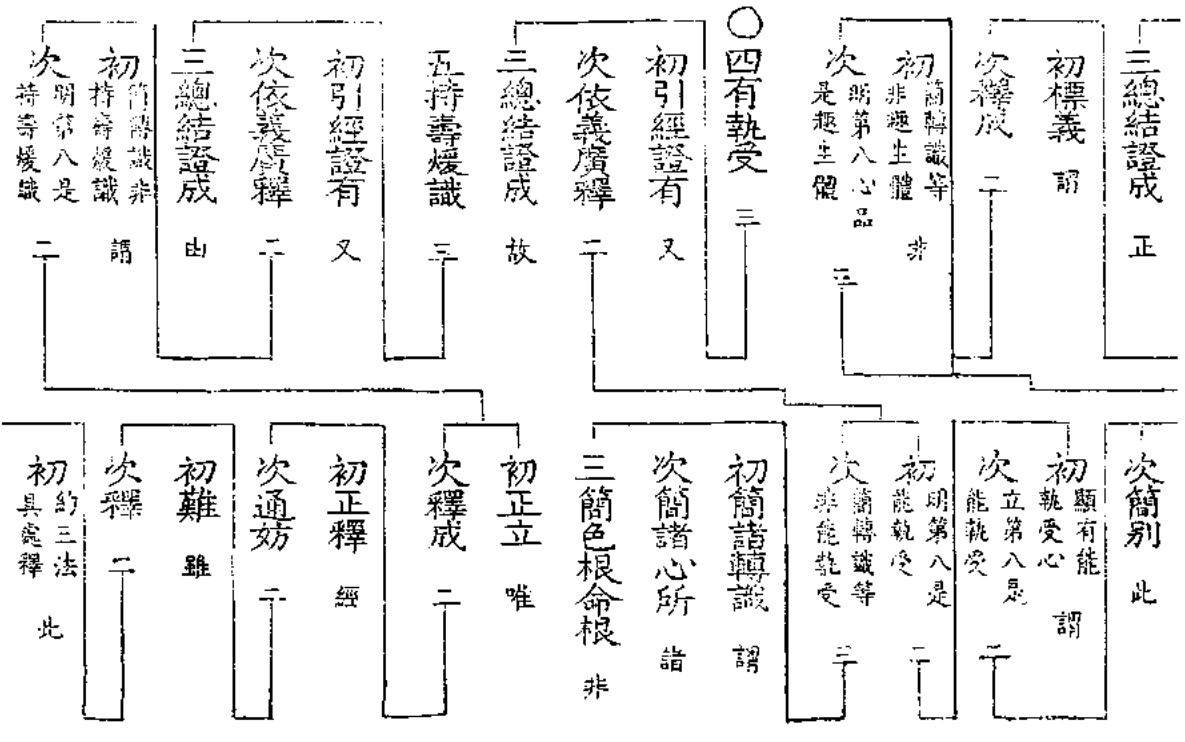 三總結證成 正
初標義 謂
次釋成 二
初簡轉識等非趣生體 非
次明第八心品是趣生體 二
○四有執受 三
初引經證有 又
次依義廣釋 二
三總結證成 故
五持壽煖識 三
初引經證有 又
次依義廣釋 二
三總結證成 由
初簡轉識非持壽煖識 謂
次明第八是持壽煖識 二
次簡別 此
初顯有能執受心 謂
次立第八是能執受 二
初明第八是能執受 二
次簡轉識等非能執受 三
初簡諸轉識 謂
次簡諸心所 諸
三簡色根命根 非
初正立 唯
次釋成 二
初正釋 經
次通妨 二
初難 雖
次釋 二
初約三法具處釋 此